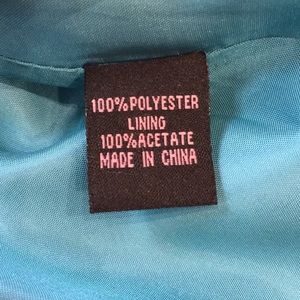 100%POLYESTER
LINING
100%ACETATE
MADE IN CHINA